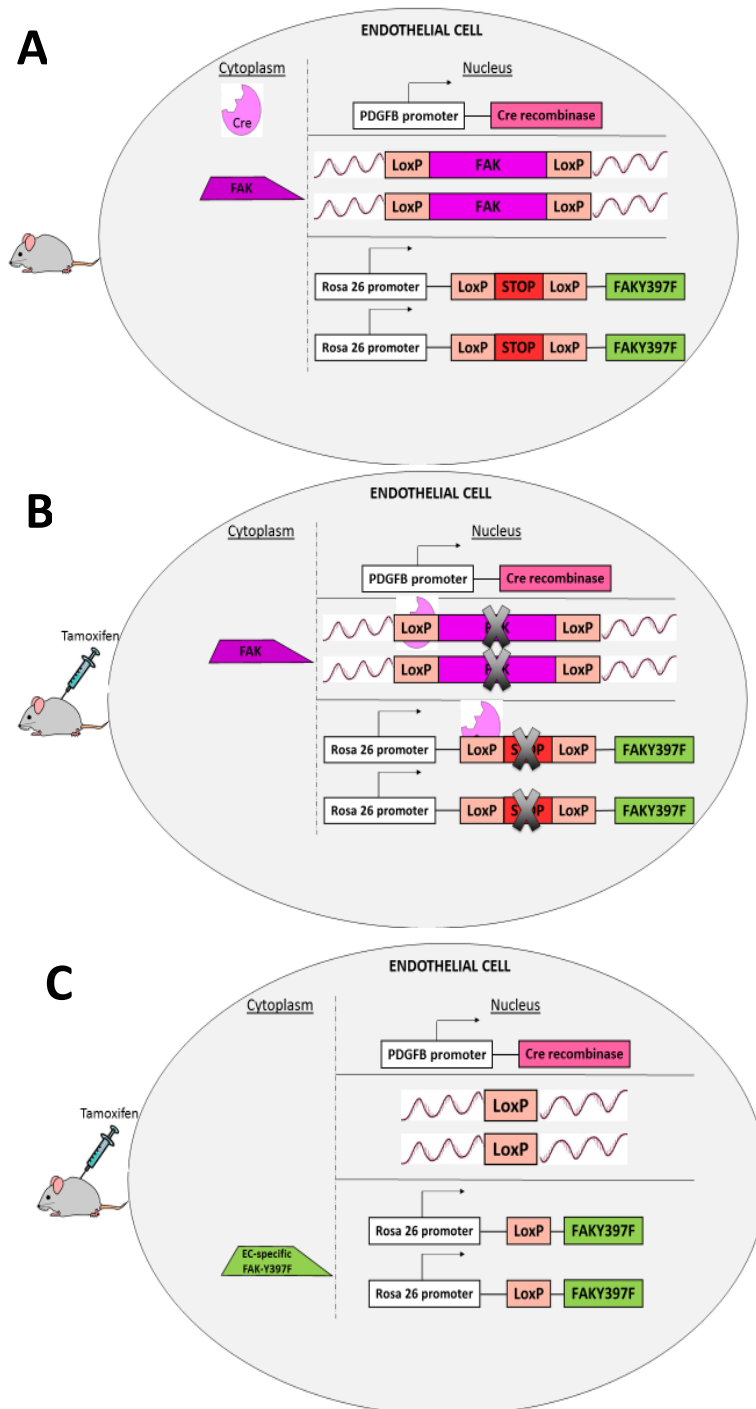 A
ENDOTHELIAL CELL
Cytoplasm
Nucleus
Cre
PDGFB promoter
Cre recombinase
LoxP FAK LoxP
FAK
LoxP FAK LoxP
Rosa 26 promoter LoxP STOP LoxP FAKY397F
Rosa 26 promoter LoxP STOP LoxP FAKY397F
B
ENDOTHELIAL CELL
Cytoplasm
Nucleus
PDGFB promoter
Cre recombinase
Tamoxifen
LoxP LoxP
FAK
LoxP LoxP
Rosa 26 promoter LoxP STOP LoxP FAKY397F
Rosa 26 promoter LoxP STOP LoxP FAKY397F
C
ENDOTHELIAL CELL
Cytoplasm
Nucleus
PDGFB promoter
Cre recombinase
Tamoxifen
LoxP
LoxP
Rosa 26 promoter LoxP FAKY397F
EC-specific
FAK-Y397F
Rosa 26 promoter LoxP FAKY397F